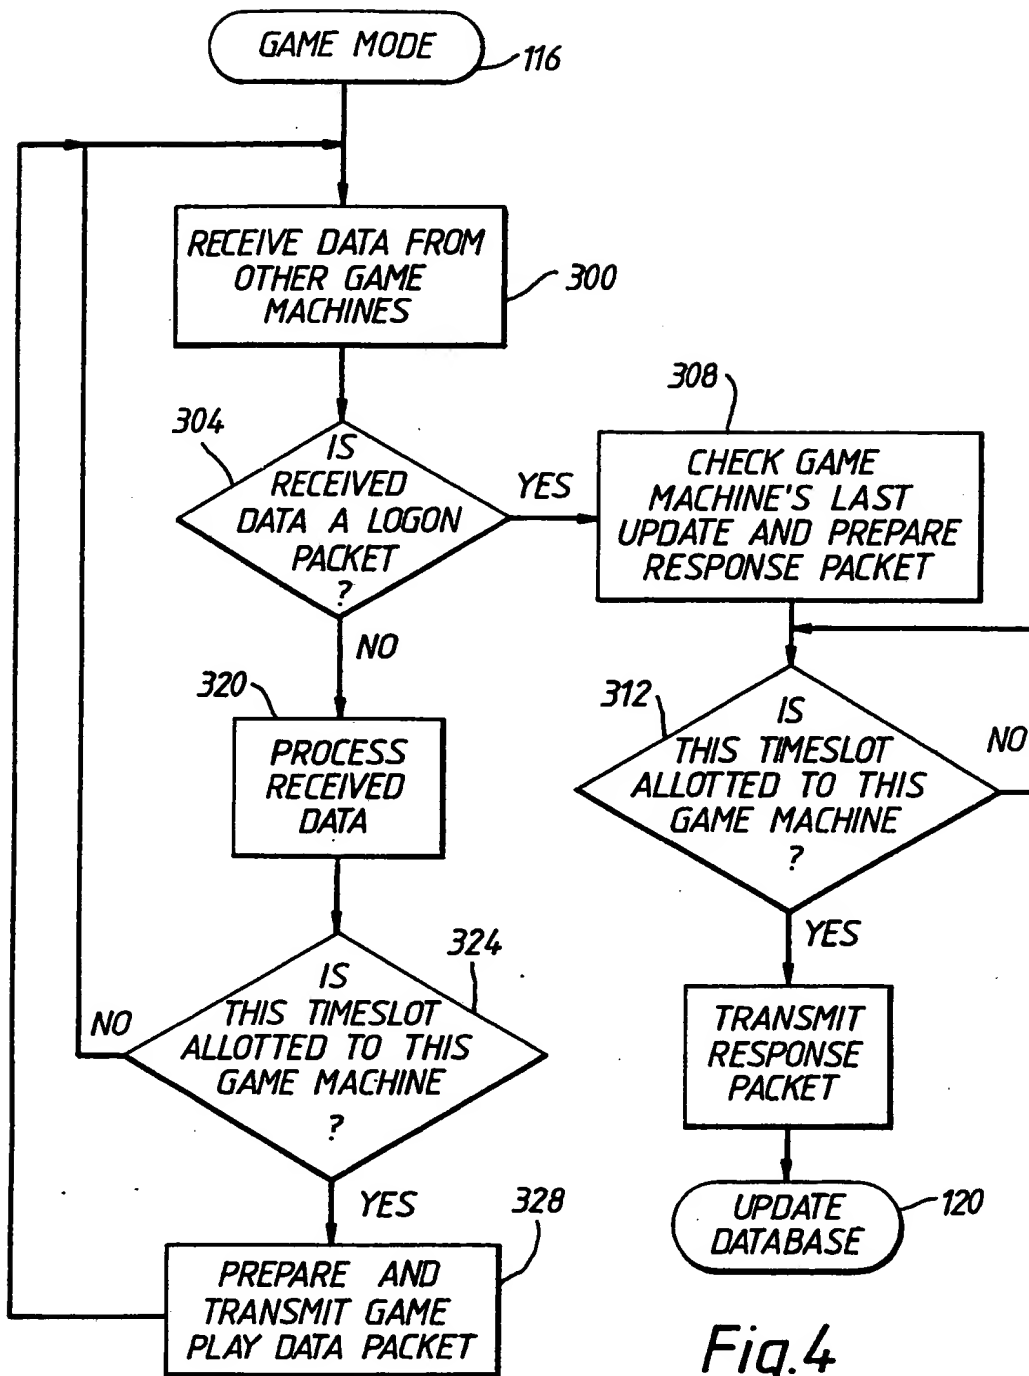 GAME MODE
116
RECEIVE DATA FROM
OTHER GAME
MACHINES
300
304
IS
RECEIVED
DATA A LOGON
PACKET
?
YES
NO
308
CHECK GAME
MACHINE'S LAST
UPDATE AND PREPARE
RESPONSE PACKET
312
IS
THIS TIMESLOT
ALLOTTED TO THIS
GAME MACHINE
?
NO
YES
320
PROCESS
RECEIVED
DATA
324
IS
THIS TIMESLOT
ALLOTTED TO THIS
GAME MACHINE
?
NO
YES
TRANSMIT
RESPONSE
PACKET
UPDATE
DATABASE
120
328
PREPARE AND
TRANSMIT GAME
PLAY DATA PACKET
Fig.4